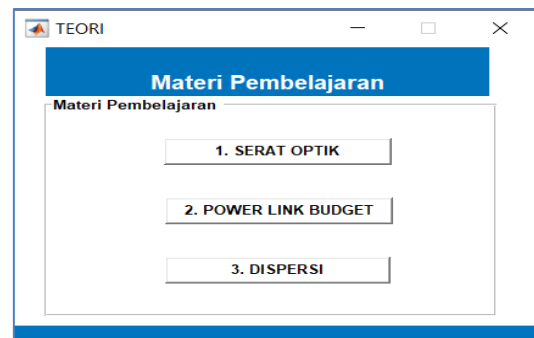 TEORI
Materi Pembelajaran
Materi Pembelajaran
1. SERAT OPTIK
2. POWER LINK BUDGET
3. DISPERSI